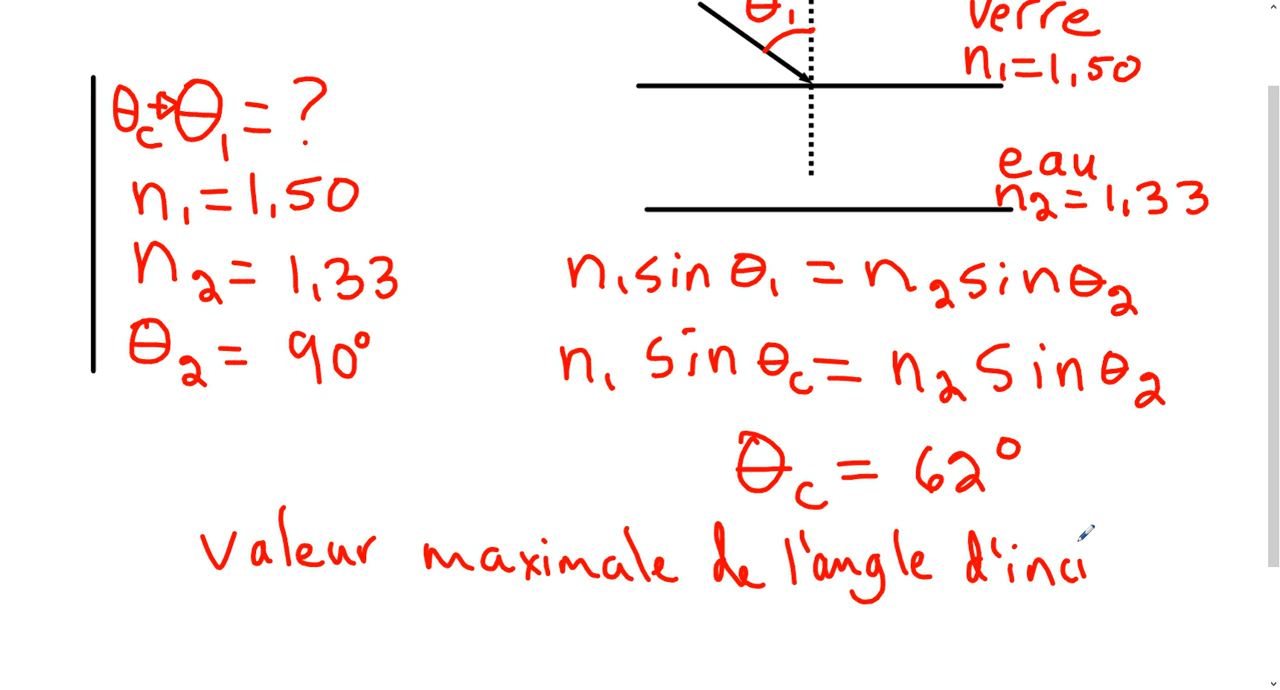 θ₁
verre
n₁=1,50
θc→θ₁ = ?
n₁=1,50
n₂= 1,33
θ₂= 90°
eau
n₂=1,33
n₁sinθ₁ = n₂sinθ₂
n₁ sinθc= n₂ sinθ₂
θc = 62°
valeur maximale de l'angle d'inci